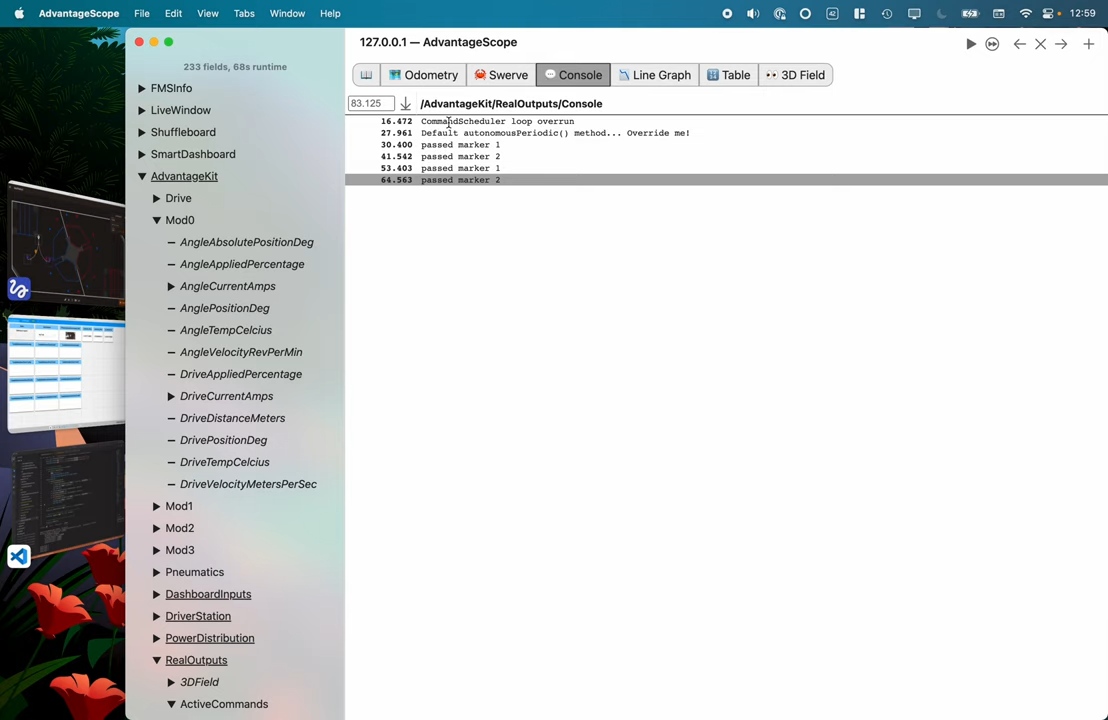 AdvantageScope File Edit View Tabs Window Help 42 12:59
127.0.0.1 — AdvantageScope
233 fields, 68s runtime
Odometry Swerve Console Line Graph Table 3D Field
83.125 /AdvantageKit/RealOutputs/Console
16.472 CommandScheduler loop overrun
27.961 Default autonomousPeriodic() method... Override me!
30.400 passed marker 1
41.542 passed marker 2
53.403 passed marker 1
64.563 passed marker 2
FMSInfo
LiveWindow
Shuffleboard
SmartDashboard
AdvantageKit
Drive
Mod0
AngleAbsolutePositionDeg
AngleAppliedPercentage
AngleCurrentAmps
AnglePositionDeg
AngleTempCelcius
AngleVelocityRevPerMin
DriveAppliedPercentage
DriveCurrentAmps
DriveDistanceMeters
DrivePositionDeg
DriveTempCelcius
DriveVelocityMetersPerSec
Mod1
Mod2
Mod3
Pneumatics
DashboardInputs
DriverStation
PowerDistribution
RealOutputs
3DField
ActiveCommands